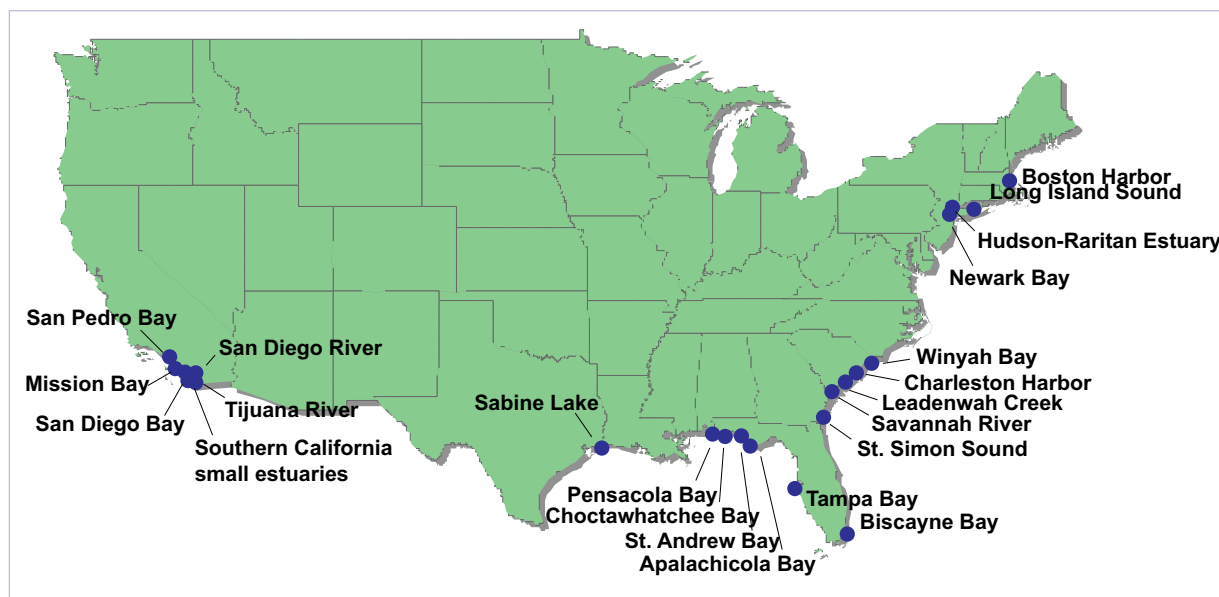 Boston Harbor
Long Island Sound
Hudson-Raritan Estuary
Newark Bay
San Pedro Bay
San Diego River
Mission Bay
Tijuana River
San Diego Bay
Southern California
small estuaries
Sabine Lake
Winyah Bay
Charleston Harbor
Leadenwah Creek
Savannah River
St. Simon Sound
Pensacola Bay
Choctawhatchee Bay
St. Andrew Bay
Apalachicola Bay
Tampa Bay
Biscayne Bay